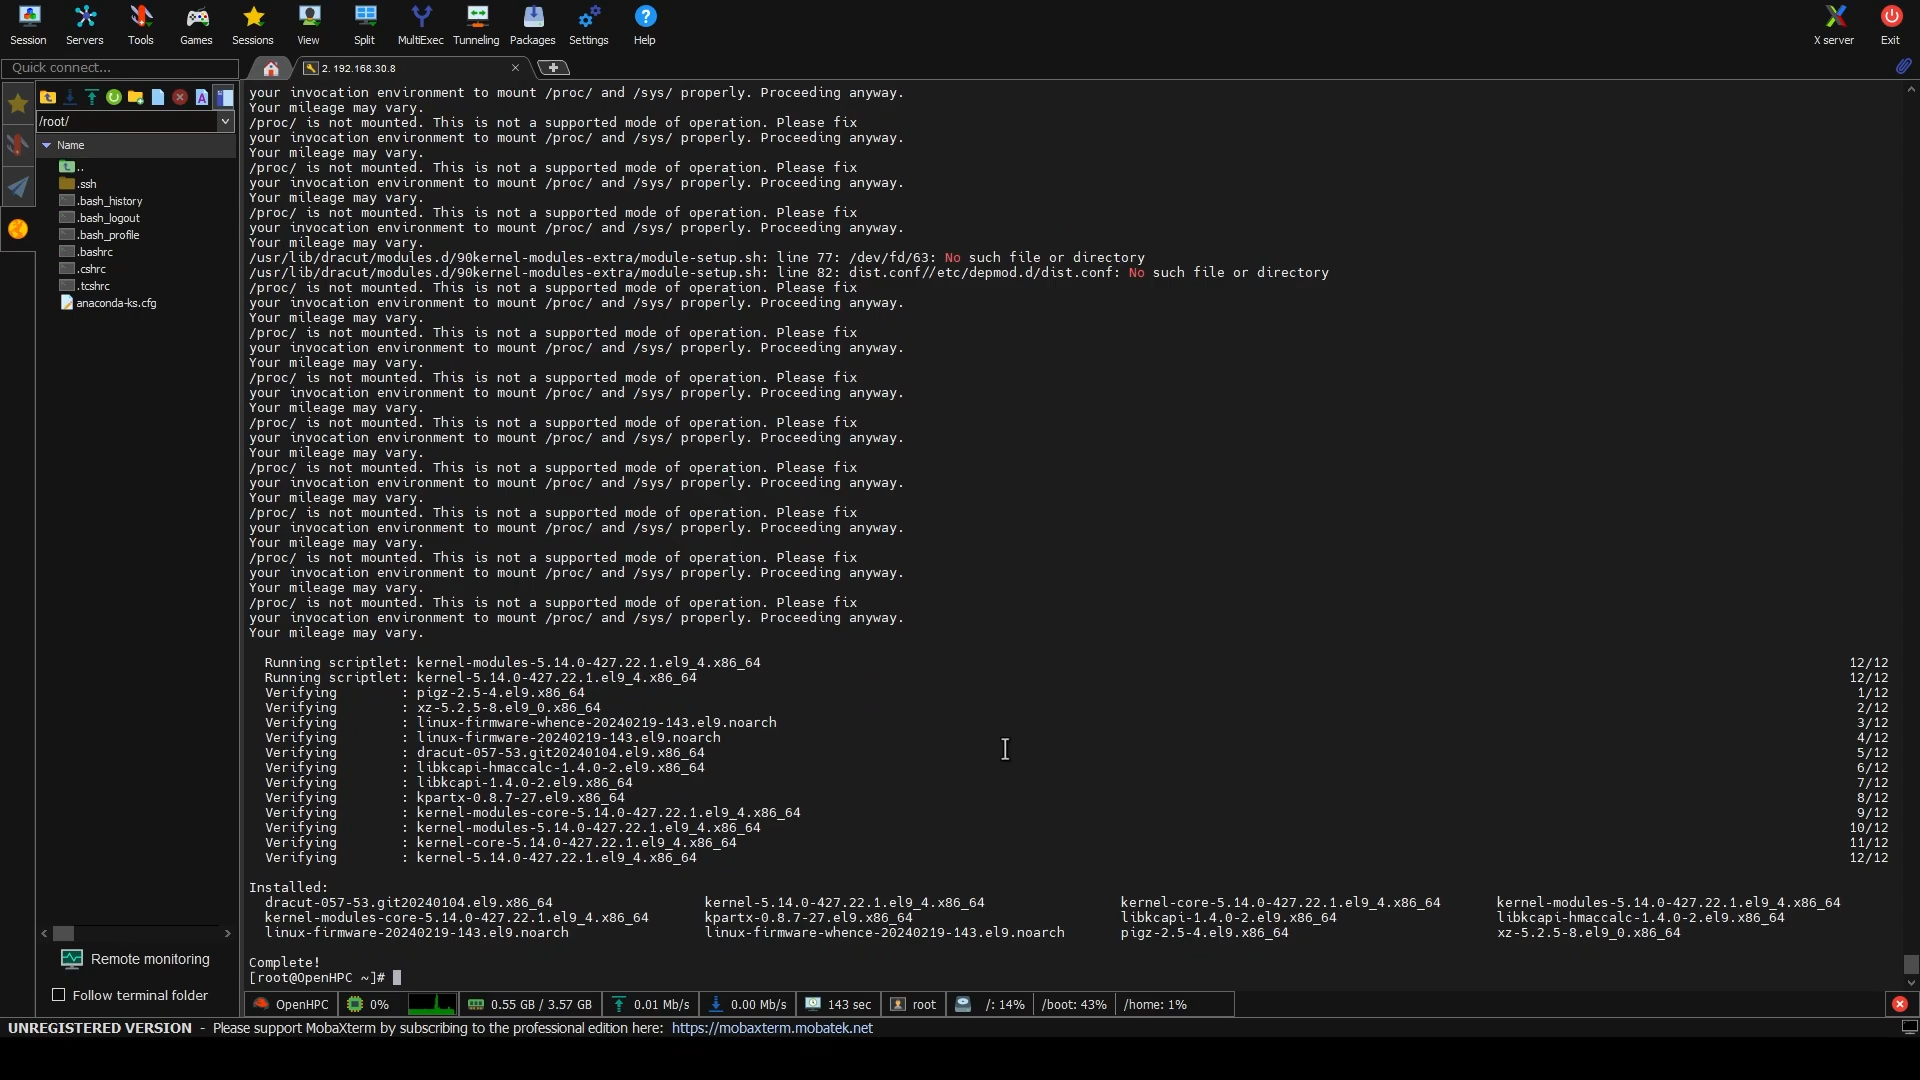 Session
Servers
Tools
Games
Sessions
View
Split
MultiExec
Tunneling
Packages
Settings
Help
X server
Exit
Quick connect...
2. 192.168.30.8
/root/
Name
..
.ssh
.bash_history
.bash_logout
.bash_profile
.bashrc
.cshrc
.tcshrc
anaconda-ks.cfg
Remote monitoring
Follow terminal folder
your invocation environment to mount /proc/ and /sys/ properly. Proceeding anyway.
Your mileage may vary.
/proc/ is not mounted. This is not a supported mode of operation. Please fix
your invocation environment to mount /proc/ and /sys/ properly. Proceeding anyway.
Your mileage may vary.
/proc/ is not mounted. This is not a supported mode of operation. Please fix
your invocation environment to mount /proc/ and /sys/ properly. Proceeding anyway.
Your mileage may vary.
/proc/ is not mounted. This is not a supported mode of operation. Please fix
your invocation environment to mount /proc/ and /sys/ properly. Proceeding anyway.
Your mileage may vary.
/usr/lib/dracut/modules.d/90kernel-modules-extra/module-setup.sh: line 77: /dev/fd/63: No such file or directory
/usr/lib/dracut/modules.d/90kernel-modules-extra/module-setup.sh: line 82: dist.conf//etc/depmod.d/dist.conf: No such file or directory
/proc/ is not mounted. This is not a supported mode of operation. Please fix
your invocation environment to mount /proc/ and /sys/ properly. Proceeding anyway.
Your mileage may vary.
/proc/ is not mounted. This is not a supported mode of operation. Please fix
your invocation environment to mount /proc/ and /sys/ properly. Proceeding anyway.
Your mileage may vary.
/proc/ is not mounted. This is not a supported mode of operation. Please fix
your invocation environment to mount /proc/ and /sys/ properly. Proceeding anyway.
Your mileage may vary.
/proc/ is not mounted. This is not a supported mode of operation. Please fix
your invocation environment to mount /proc/ and /sys/ properly. Proceeding anyway.
Your mileage may vary.
/proc/ is not mounted. This is not a supported mode of operation. Please fix
your invocation environment to mount /proc/ and /sys/ properly. Proceeding anyway.
Your mileage may vary.
/proc/ is not mounted. This is not a supported mode of operation. Please fix
your invocation environment to mount /proc/ and /sys/ properly. Proceeding anyway.
Your mileage may vary.
/proc/ is not mounted. This is not a supported mode of operation. Please fix
your invocation environment to mount /proc/ and /sys/ properly. Proceeding anyway.
Your mileage may vary.
/proc/ is not mounted. This is not a supported mode of operation. Please fix
your invocation environment to mount /proc/ and /sys/ properly. Proceeding anyway.
Your mileage may vary.
Running scriptlet: kernel-modules-5.14.0-427.22.1.el9_4.x86_64 12/12
Running scriptlet: kernel-5.14.0-427.22.1.el9_4.x86_64 12/12
Verifying : pigz-2.5-4.el9.x86_64 1/12
Verifying : xz-5.2.5-8.el9_0.x86_64 2/12
Verifying : linux-firmware-whence-20240219-143.el9.noarch 3/12
Verifying : linux-firmware-20240219-143.el9.noarch 4/12
Verifying : dracut-057-53.git20240104.el9.x86_64 5/12
Verifying : libkcapi-hmaccalc-1.4.0-2.el9.x86_64 6/12
Verifying : libkcapi-1.4.0-2.el9.x86_64 7/12
Verifying : kpartx-0.8.7-27.el9.x86_64 8/12
Verifying : kernel-modules-core-5.14.0-427.22.1.el9_4.x86_64 9/12
Verifying : kernel-modules-5.14.0-427.22.1.el9_4.x86_64 10/12
Verifying : kernel-core-5.14.0-427.22.1.el9_4.x86_64 11/12
Verifying : kernel-5.14.0-427.22.1.el9_4.x86_64 12/12
Installed:
dracut-057-53.git20240104.el9.x86_64 kernel-5.14.0-427.22.1.el9_4.x86_64 kernel-core-5.14.0-427.22.1.el9_4.x86_64 kernel-modules-5.14.0-427.22.1.el9_4.x86_64
kernel-modules-core-5.14.0-427.22.1.el9_4.x86_64 kpartx-0.8.7-27.el9.x86_64 libkcapi-1.4.0-2.el9.x86_64 libkcapi-hmaccalc-1.4.0-2.el9.x86_64
linux-firmware-20240219-143.el9.noarch linux-firmware-whence-20240219-143.el9.noarch pigz-2.5-4.el9.x86_64 xz-5.2.5-8.el9_0.x86_64
Complete!
[root@OpenHPC ~]#
OpenHPC 0% 0.55 GB / 3.57 GB 0.01 Mb/s 0.00 Mb/s 143 sec root /: 14% /boot: 43% /home: 1%
UNREGISTERED VERSION - Please support MobaXterm by subscribing to the professional edition here: https://mobaxterm.mobatek.net